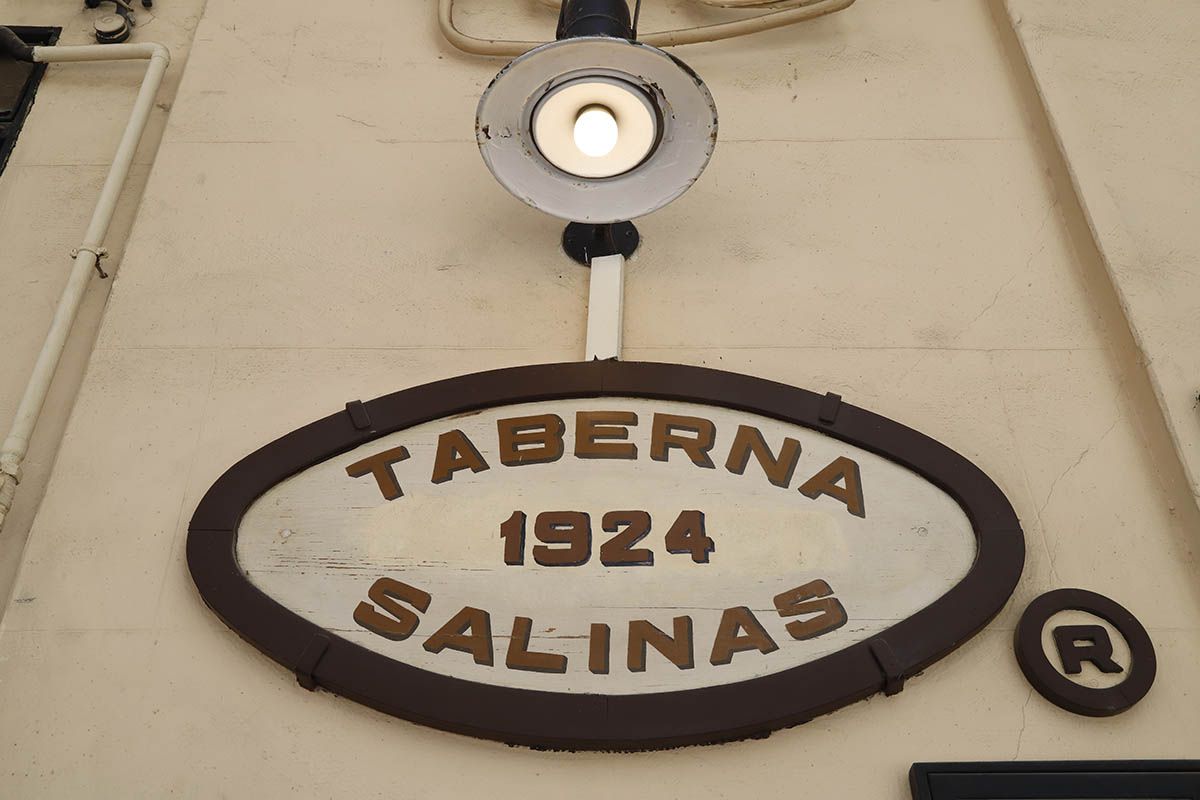 TABERNA
1924
SALINAS
®